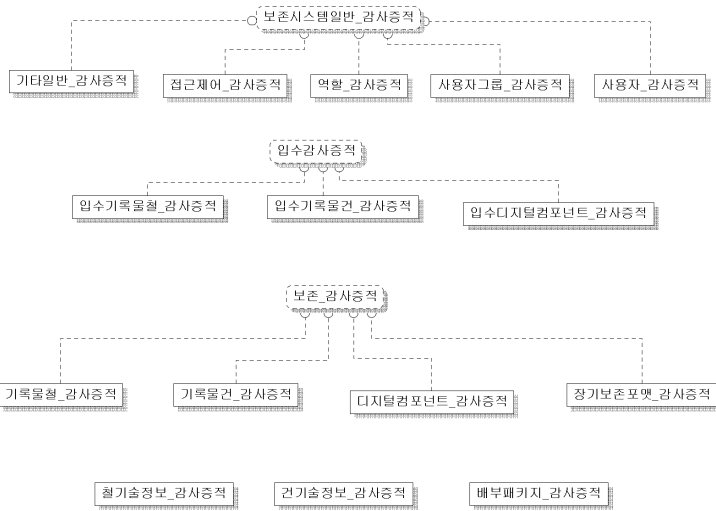 보존시스템일반_감사증적
기타일반_감사증적
접근제어_감사증적
역할_감사증적
사용자그룹_감사증적
사용자_감사증적
입수감사증적
입수기록물철_감사증적
입수기록물건_감사증적
입수디지털컴포넌트_감사증적
보존_감사증적
기록물철_감사증적
기록물건_감사증적
디지털컴포넌트_감사증적
장기보존포맷_감사증적
철기술정보_감사증적
건기술정보_감사증적
배부패키지_감사증적